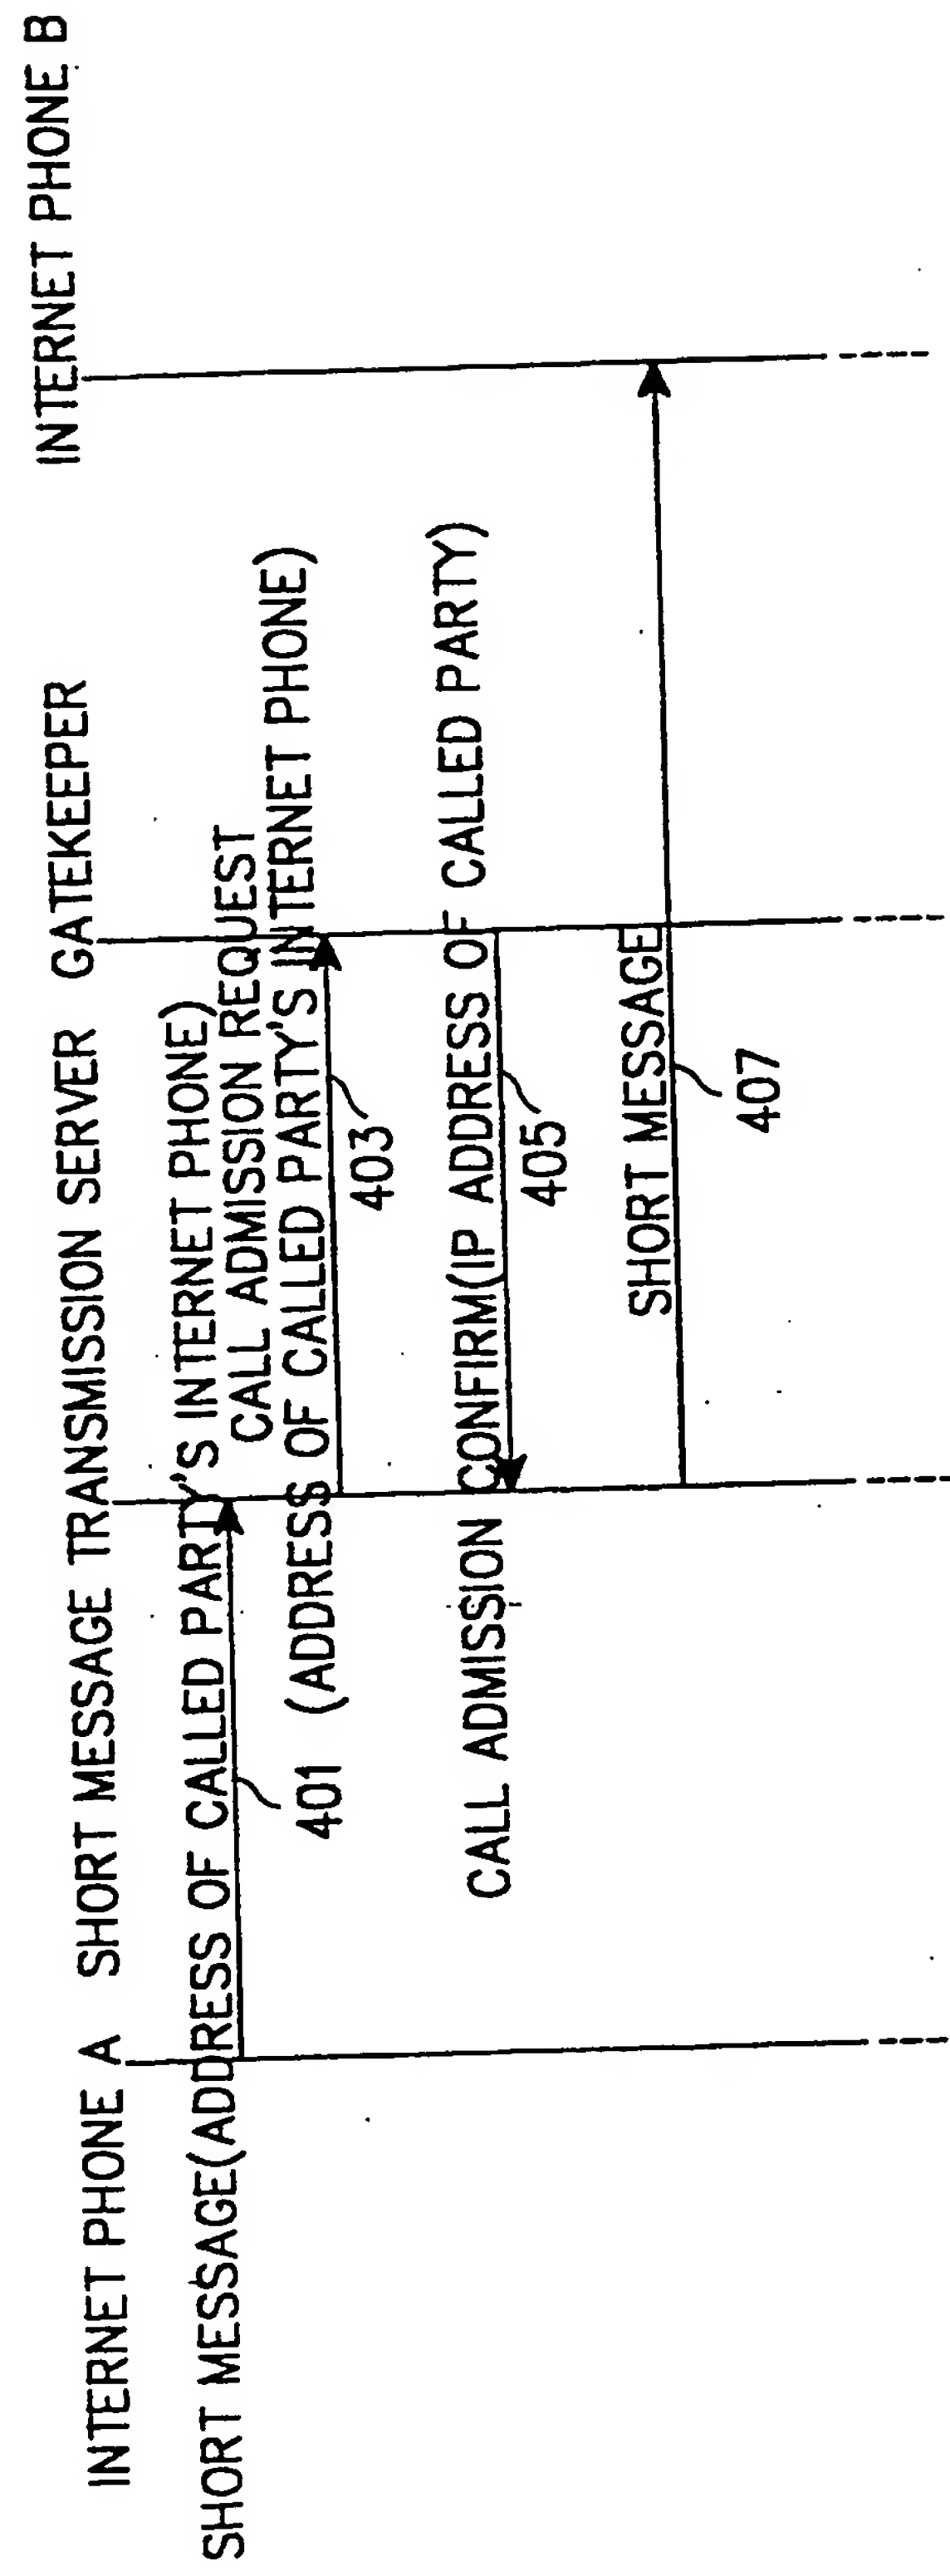 INTERNET PHONE A
SHORT MESSAGE TRANSMISSION SERVER
GATEKEEPER
INTERNET PHONE B
SHORT MESSAGE(ADDRESS OF CALLED PARTY'S INTERNET PHONE)
401
CALL ADMISSION REQUEST
(ADDRESS OF CALLED PARTY'S INTERNET PHONE)
403
CALL ADMISSION CONFIRM(IP ADDRESS OF CALLED PARTY)
405
SHORT MESSAGE
407